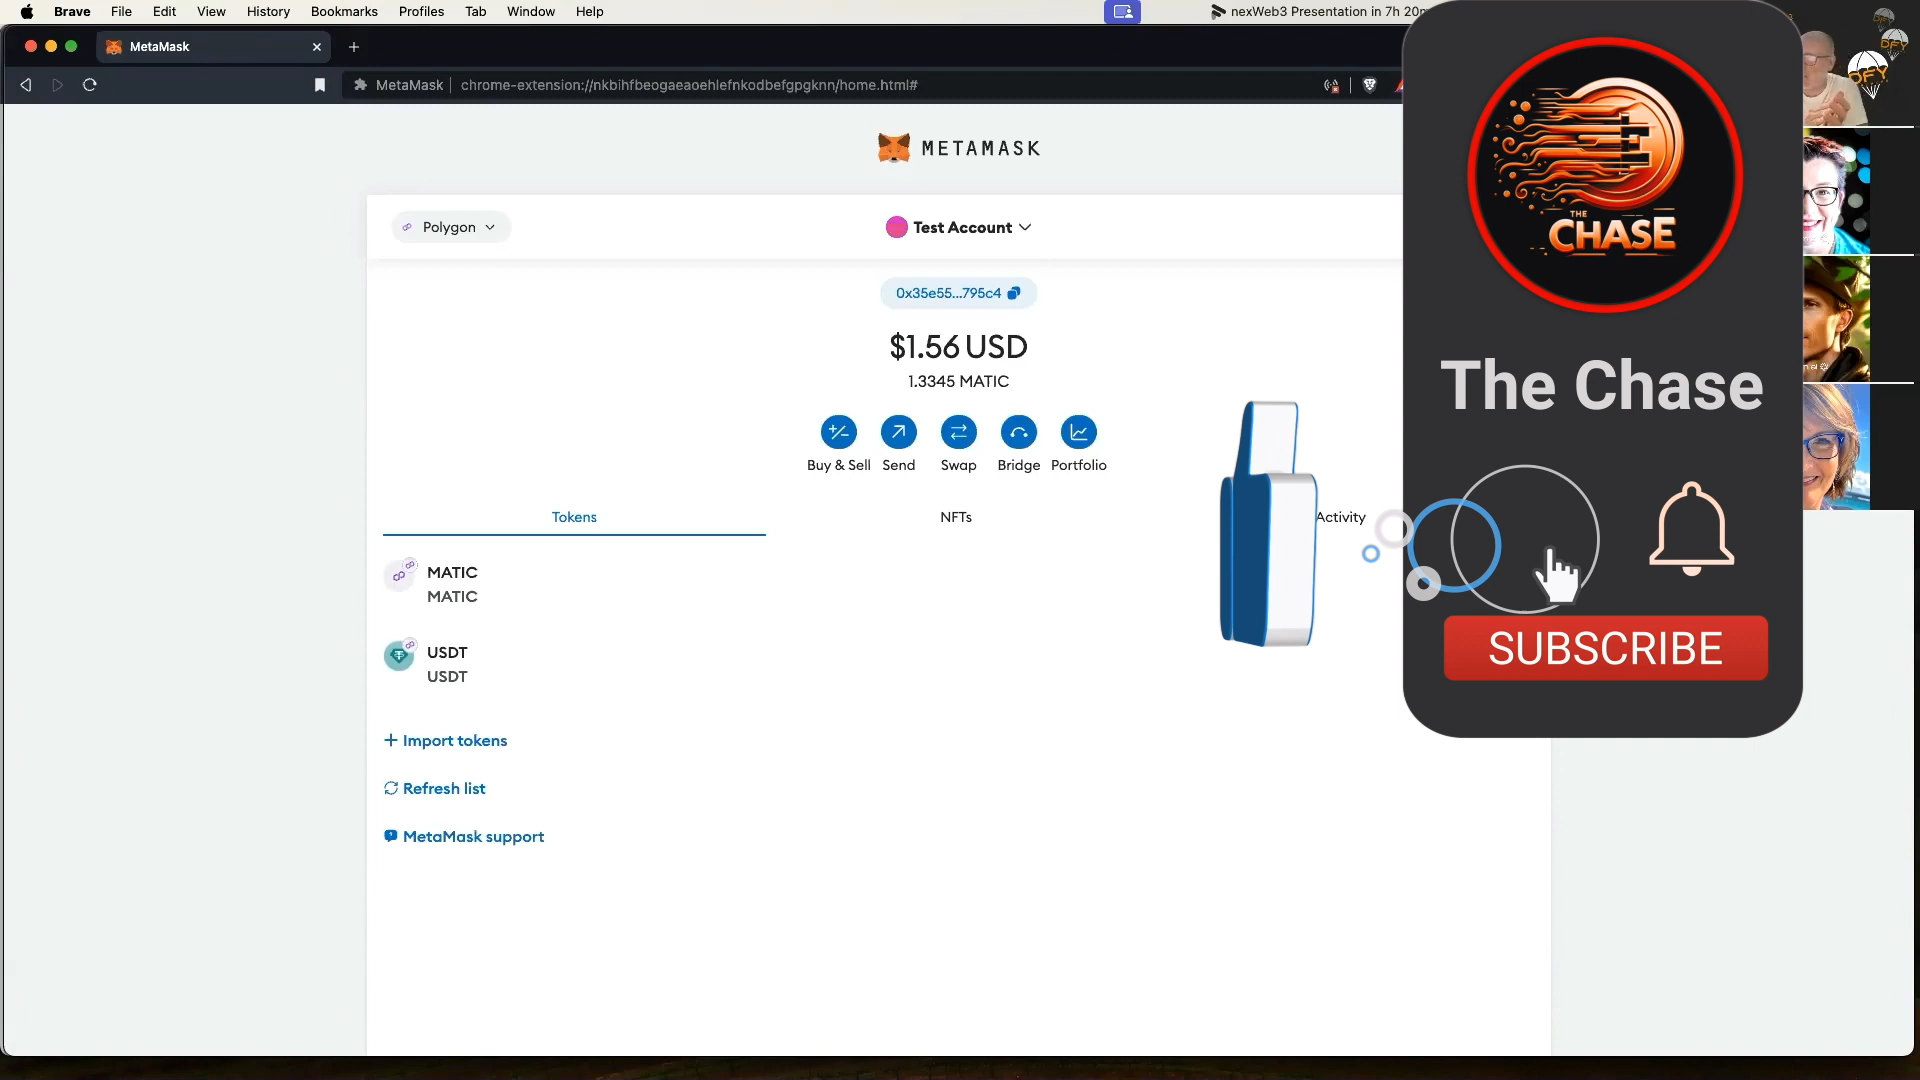 Brave File Edit View History Bookmarks Profiles Tab Window Help
nexWeb3 Presentation in 7h 20m
MetaMask
MetaMask chrome-extension://nkbihfbeogaeaoehlefnkodbefgpgknn/home.html#
METAMASK
Polygon
Test Account
0x35e55...795c4
$1.56 USD
1.3345 MATIC
Buy & Sell Send Swap Bridge Portfolio
Tokens NFTs Activity
MATIC
MATIC
USDT
USDT
Import tokens
Refresh list
MetaMask support
THE
CHASE
The Chase
SUBSCRIBE
DFY
DFY